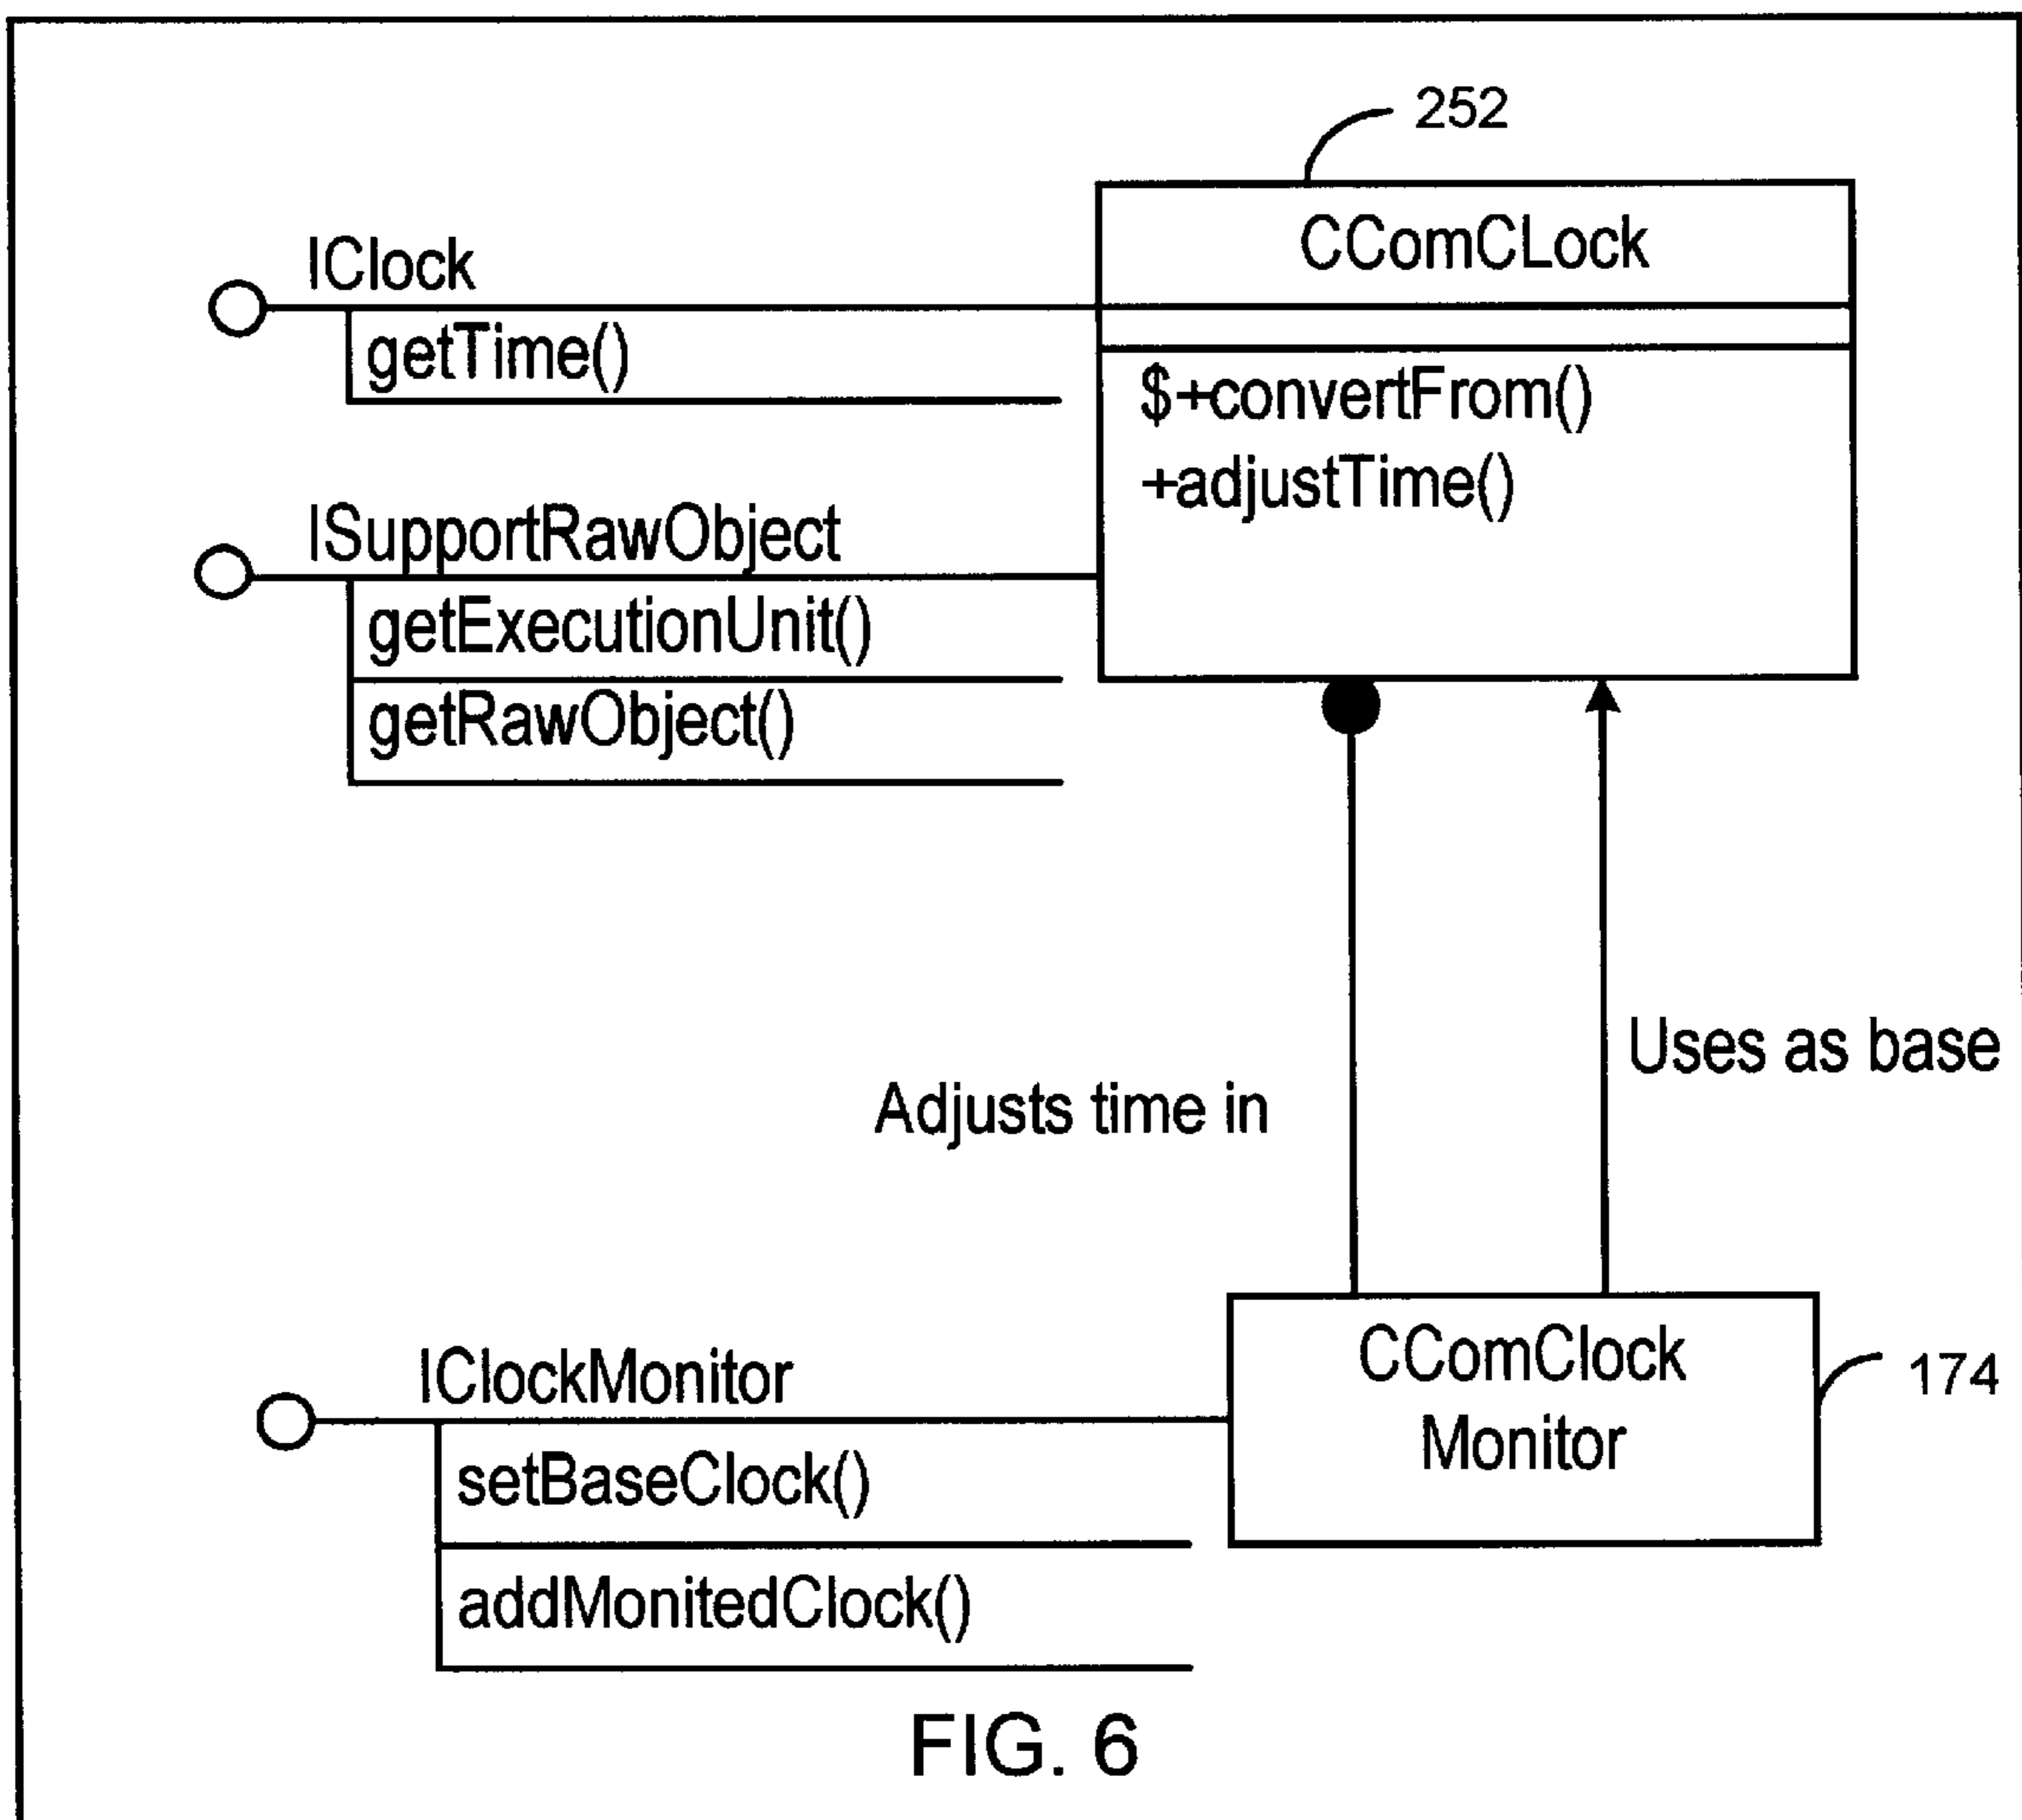 252
CComCLock
IClock
getTime()
$+convertFrom()
+adjustTime()
ISupportRawObject
getExecutionUnit()
getRawObject()
Uses as base
Adjusts time in
CComClock
Monitor
174
IClockMonitor
setBaseClock()
addMonitedClock()
FIG. 6